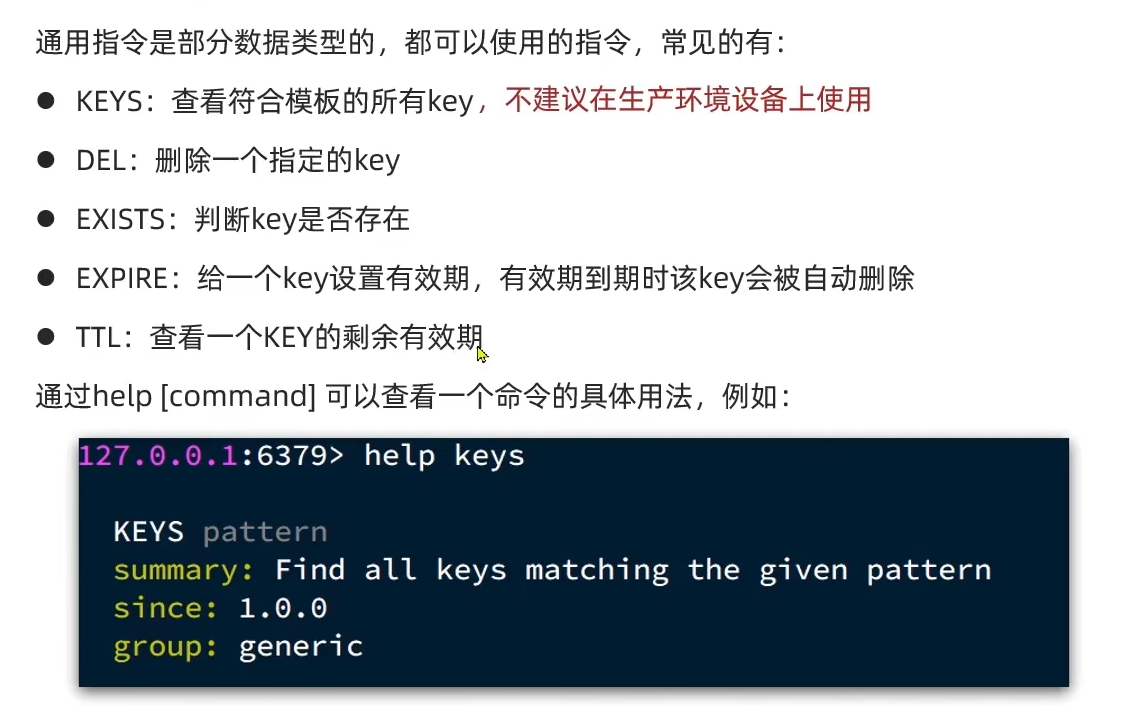 通用指令是部分数据类型的，都可以使用的指令，常见的有：
● KEYS：查看符合模板的所有key，不建议在生产环境设备上使用
● DEL：删除一个指定的key
● EXISTS：判断key是否存在
● EXPIRE：给一个key设置有效期，有效期到期时该key会被自动删除
● TTL：查看一个KEY的剩余有效期
通过help [command] 可以查看一个命令的具体用法，例如：
127.0.0.1:6379> help keys
KEYS pattern
summary: Find all keys matching the given pattern
since: 1.0.0
group: generic